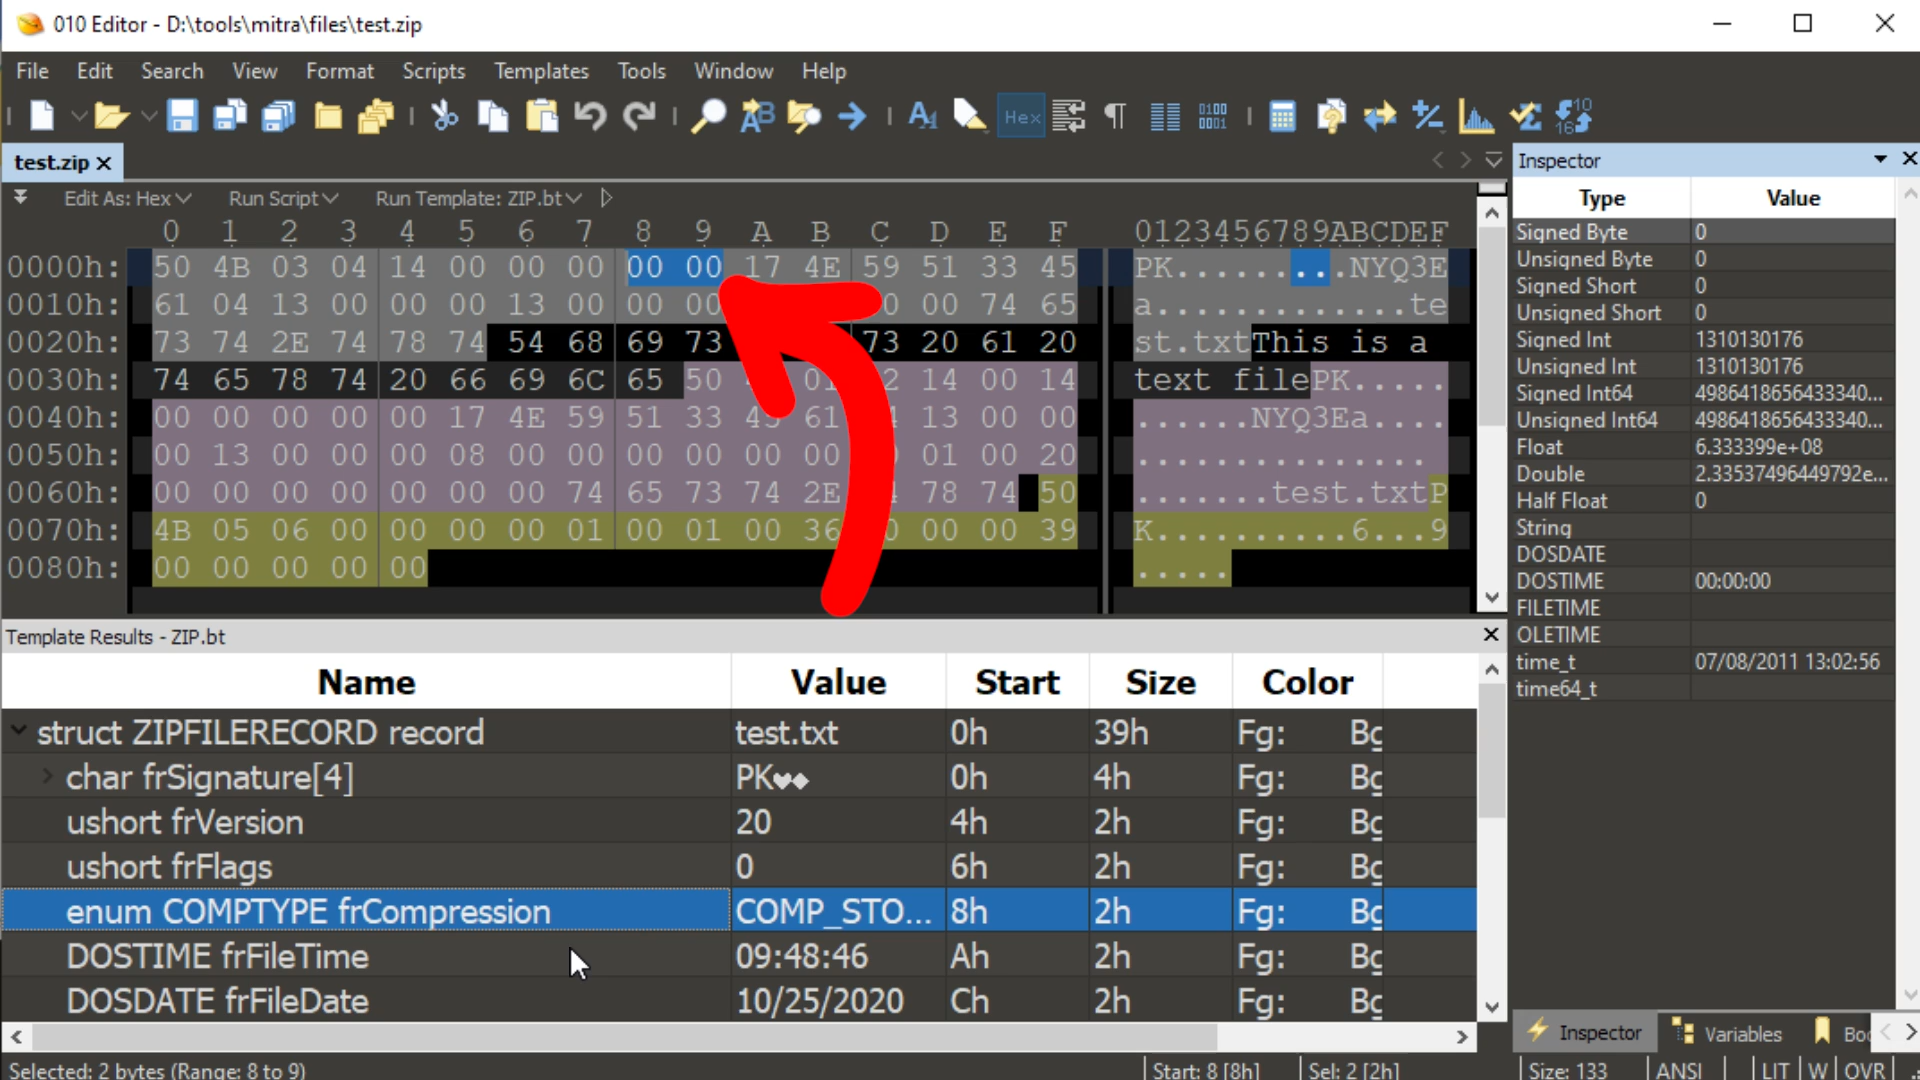 010 Editor - D:\tools\mitra\files\test.zip
File Edit Search View Format Scripts Templates Tools Window Help
Hex
test.zip
Edit As: Hex Run Script Run Template: ZIP.bt
0 1 2 3 4 5 6 7 8 9 A B C D E F 0123456789ABCDEF
0000h: 50 4B 03 04 14 00 00 00 00 00 17 4E 59 51 33 45 PK..........NYQ3E
0010h: 61 04 13 00 00 00 13 00 00 00 00 00 74 65 a.............te
0020h: 73 74 2E 74 78 74 54 68 69 73 73 20 61 20 st.txtThis is a
0030h: 74 65 78 74 20 66 69 6C 65 50 14 00 14 text filePK.....
0040h: 00 00 00 00 00 17 4E 59 51 33 45 61 13 00 00 ......NYQ3Ea....
0050h: 00 13 00 00 00 08 00 00 00 00 00 00 01 00 20 ...............
0060h: 00 00 00 00 00 00 00 74 65 73 74 2E 78 74 50 .......test.txtP
0070h: 4B 05 06 00 00 00 00 01 00 01 00 36 00 00 39 K..........6...9
0080h: 00 00 00 00 00 .....
Inspector
Type Value
Signed Byte 0
Unsigned Byte 0
Signed Short 0
Unsigned Short 0
Signed Int 1310130176
Unsigned Int 1310130176
Signed Int64 4986418656433340...
Unsigned Int64 4986418656433340...
Float 6.333399e+08
Double 2.33537496449792e...
Half Float 0
String
DOSDATE
DOSTIME 00:00:00
FILETIME
OLETIME
time_t 07/08/2011 13:02:56
time64_t
Template Results - ZIP.bt
Name Value Start Size Color
struct ZIPFILERECORD record test.txt 0h 39h Fg: Bg
char frSignature[4] PK♥♦ 0h 4h Fg: Bg
ushort frVersion 20 4h 2h Fg: Bg
ushort frFlags 0 6h 2h Fg: Bg
enum COMPTYPE frCompression COMP_STO... 8h 2h Fg: Bg
DOSTIME frFileTime 09:48:46 Ah 2h Fg: Bg
DOSDATE frFileDate 10/25/2020 Ch 2h Fg: Bg
Inspector Variables Boo
Selected: 2 bytes (Range: 8 to 9) Start: 8 [8h] Sel: 2 [2h] Size: 133 ANSI LIT W OVR